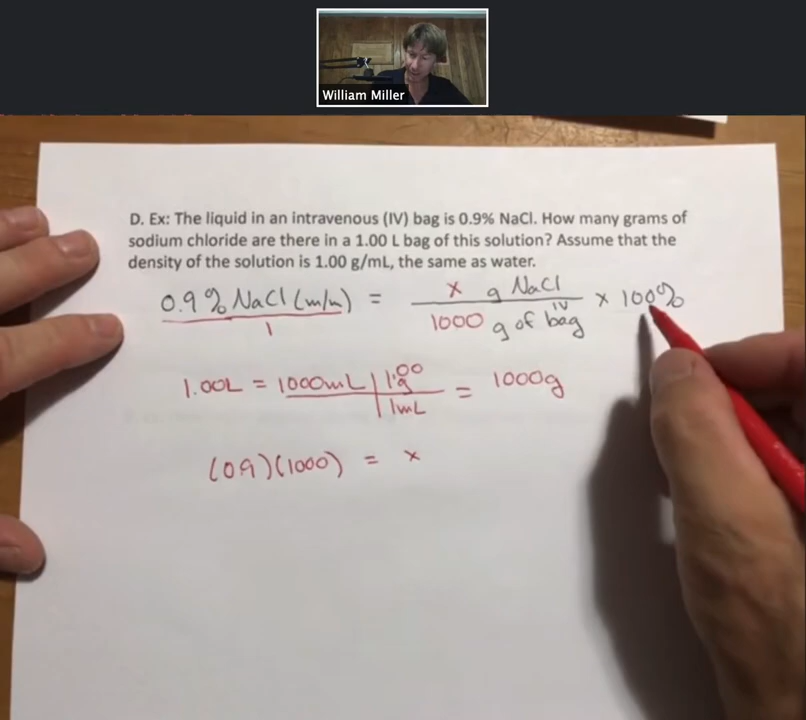 William Miller
D. Ex: The liquid in an intravenous (IV) bag is 0.9% NaCl. How many grams of
sodium chloride are there in a 1.00 L bag of this solution? Assume that the
density of the solution is 1.00 g/mL, the same as water.
0.9% NaCl (m/m) = x g NaCl × 100%
1 1000 g of IV bag
1.00L = 1000mL | 1.00 g = 1000g
1mL
(0.9)(1000) = x